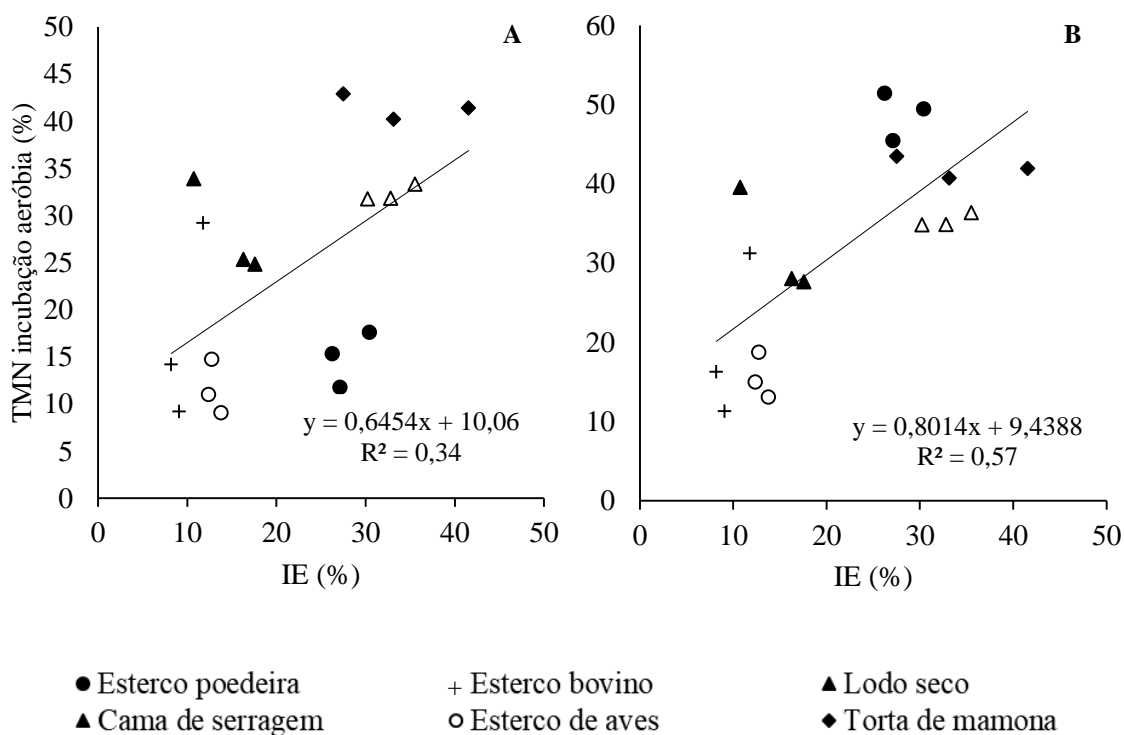 A
B
TMN incubação aeróbia (%)
50
45
40
35
30
25
20
15
10
5
0
y = 0,6454x + 10,06
R² = 0,34
0 10 20 30 40 50
IE (%)
60
50
40
30
20
10
0
y = 0,8014x + 9,4388
R² = 0,57
0 10 20 30 40 50
IE (%)
Esterco poedeira Esterco bovino Lodo seco
Cama de serragem Esterco de aves Torta de mamona